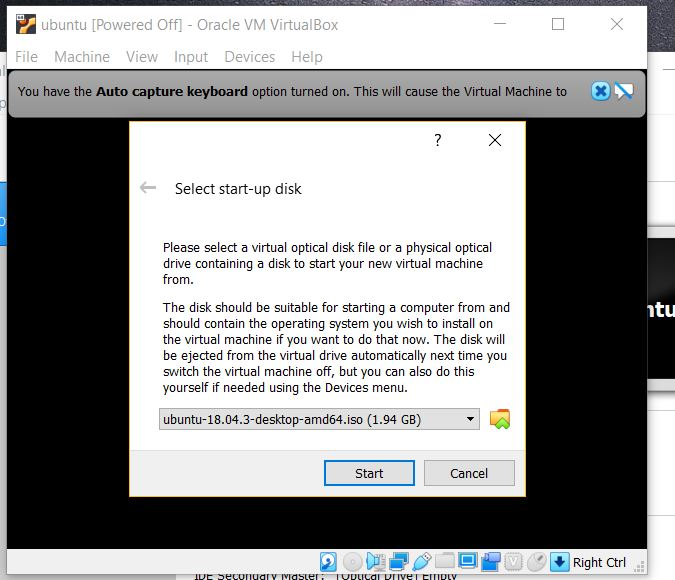 ubuntu [Powered Off] - Oracle VM VirtualBox
File Machine View Input Devices Help
You have the Auto capture keyboard option turned on. This will cause the Virtual Machine to
?
Select start-up disk
Please select a virtual optical disk file or a physical optical
drive containing a disk to start your new virtual machine
from.
The disk should be suitable for starting a computer from and
should contain the operating system you wish to install on
the virtual machine if you want to do that now. The disk will
be ejected from the virtual drive automatically next time you
switch the virtual machine off, but you can also do this
yourself if needed using the Devices menu.
ubuntu-18.04.3-desktop-amd64.iso (1.94 GB)
Start Cancel
Right Ctrl
IDE Secondary Master: [Optical Drive] Empty